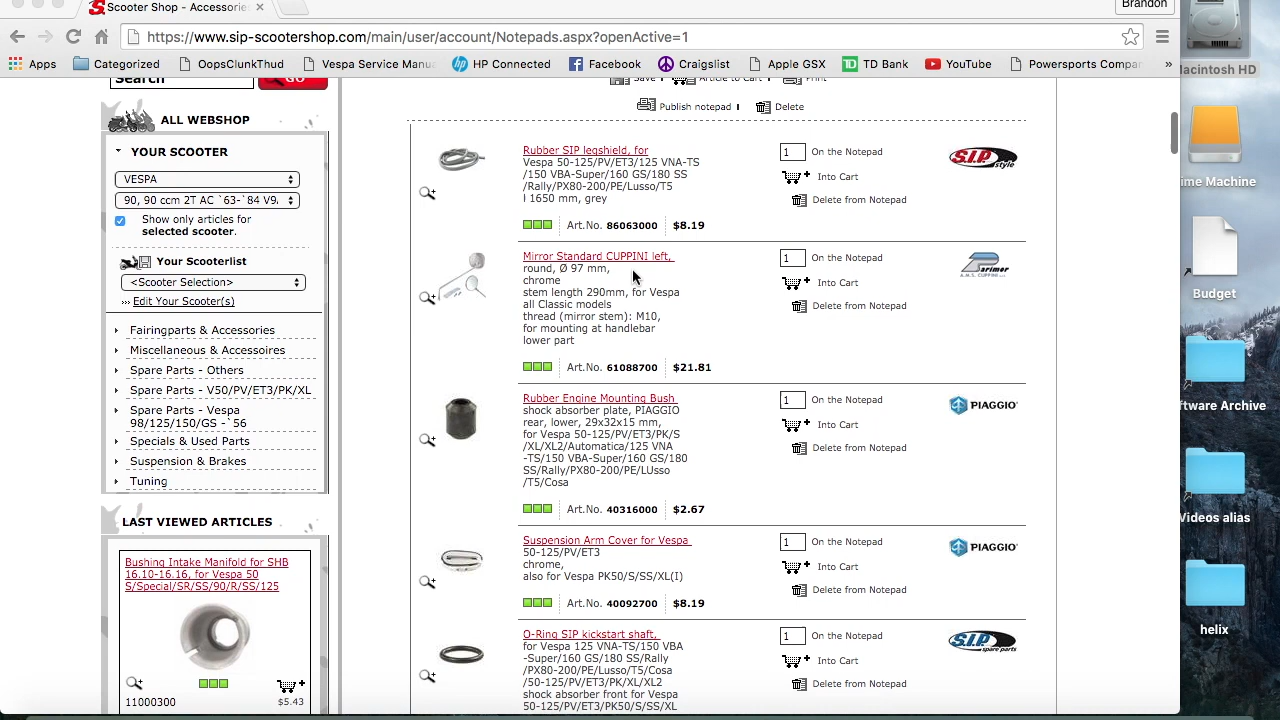 Scooter Shop - Accessorie
Brandon
https://www.sip-scootershop.com/main/user/account/Notepads.aspx?openActive=1
Apps
Categorized
OopsClunkThud
Vespa Service Manu
HP Connected
Facebook
Craigslist
Apple GSX
TD Bank
YouTube
Powersports Compa
»
Macintosh HD
Search
GO
Save
Article to Cart
Print
Publish notepad
Delete
ALL WEBSHOP
YOUR SCOOTER
VESPA
90, 90 ccm 2T AC `63-`84 V9
Show only articles for
selected scooter.
Your Scooterlist
<Scooter Selection>
Edit Your Scooter(s)
Fairingparts & Accessories
Miscellaneous & Accessories
Spare Parts - Others
Spare Parts - V50/PV/ET3/PK/XL
Spare Parts - Vespa
98/125/150/GS -`56
Specials & Used Parts
Suspension & Brakes
Tuning
LAST VIEWED ARTICLES
Bushing Intake Manifold for SHB
16.10-16.16, for Vespa 50
S/Special/SR/SS/90/R/SS/125
11000300
$5.43
Rubber SIP legshield, for
Vespa 50-125/PV/ET3/125 VNA-TS
/150 VBA-Super/160 GS/180 SS
/Rally/PX80-200/PE/Lusso/T5
l 1650 mm, grey
Art.No. 86063000 $8.19
1 On the Notepad
Into Cart
Delete from Notepad
S.I.P. style
Mirror Standard CUPPINI left,
round, Ø 97 mm,
chrome
stem length 290mm, for Vespa
all Classic models
thread (mirror stem): M10,
for mounting at handlebar
lower part
Art.No. 61088700 $21.81
1 On the Notepad
Into Cart
Delete from Notepad
Rubber Engine Mounting Bush
shock absorber plate, PIAGGIO
rear, lower, 29x32x15 mm,
for Vespa 50-125/PV/ET3/PK/S
/XL/XL2/Automatica/125 VNA
-TS/150 VBA-Super/160 GS/180
SS/Rally/PX80-200/PE/LUsso
/T5/Cosa
Art.No. 40316000 $2.67
1 On the Notepad
Into Cart
Delete from Notepad
PIAGGIO
Suspension Arm Cover for Vespa
50-125/PV/ET3
chrome,
also for Vespa PK50/S/SS/XL(I)
Art.No. 40092700 $8.19
1 On the Notepad
Into Cart
Delete from Notepad
PIAGGIO
O-Ring SIP kickstart shaft,
for Vespa 125 VNA-TS/150 VBA
-Super/160 GS/180 SS/Rally
/PX80-200/PE/Lusso/T5/Cosa
/50-125/PV/ET3/PK/XL/XL2
shock absorber front for Vespa
50-125/PV/ET3/PK50/S/SS/XL
1 On the Notepad
Into Cart
Delete from Notepad
S.I.P. spare parts
ime Machine
Budget
ftware Archive
Videos alias
helix